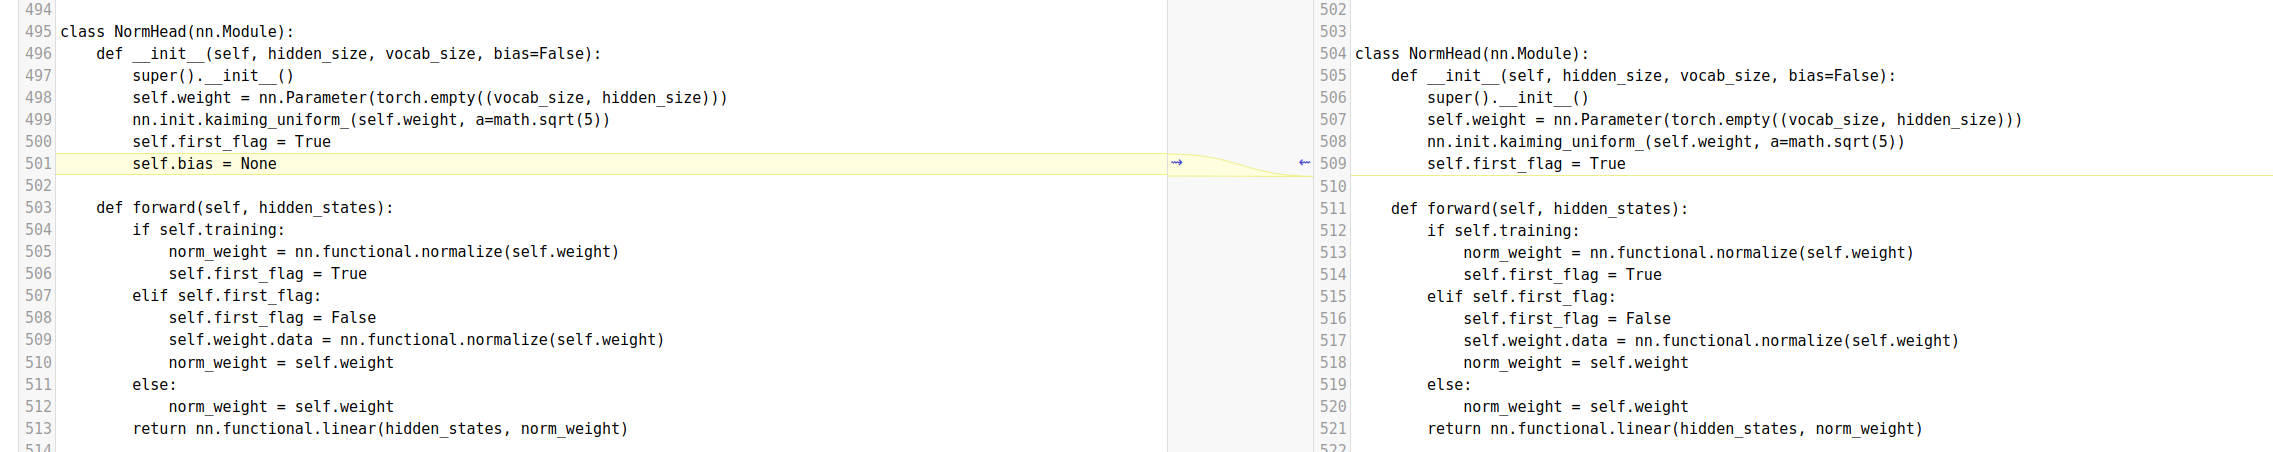 494
495 class NormHead(nn.Module):
496     def __init__(self, hidden_size, vocab_size, bias=False):
497         super().__init__()
498         self.weight = nn.Parameter(torch.empty((vocab_size, hidden_size)))
499         nn.init.kaiming_uniform_(self.weight, a=math.sqrt(5))
500         self.first_flag = True
501         self.bias = None
502
503     def forward(self, hidden_states):
504         if self.training:
505             norm_weight = nn.functional.normalize(self.weight)
506             self.first_flag = True
507         elif self.first_flag:
508             self.first_flag = False
509             self.weight.data = nn.functional.normalize(self.weight)
510             norm_weight = self.weight
511         else:
512             norm_weight = self.weight
513         return nn.functional.linear(hidden_states, norm_weight)
514
→ ←
502
503
504 class NormHead(nn.Module):
505     def __init__(self, hidden_size, vocab_size, bias=False):
506         super().__init__()
507         self.weight = nn.Parameter(torch.empty((vocab_size, hidden_size)))
508         nn.init.kaiming_uniform_(self.weight, a=math.sqrt(5))
509         self.first_flag = True
510
511     def forward(self, hidden_states):
512         if self.training:
513             norm_weight = nn.functional.normalize(self.weight)
514             self.first_flag = True
515         elif self.first_flag:
516             self.first_flag = False
517             self.weight.data = nn.functional.normalize(self.weight)
518             norm_weight = self.weight
519         else:
520             norm_weight = self.weight
521         return nn.functional.linear(hidden_states, norm_weight)
522